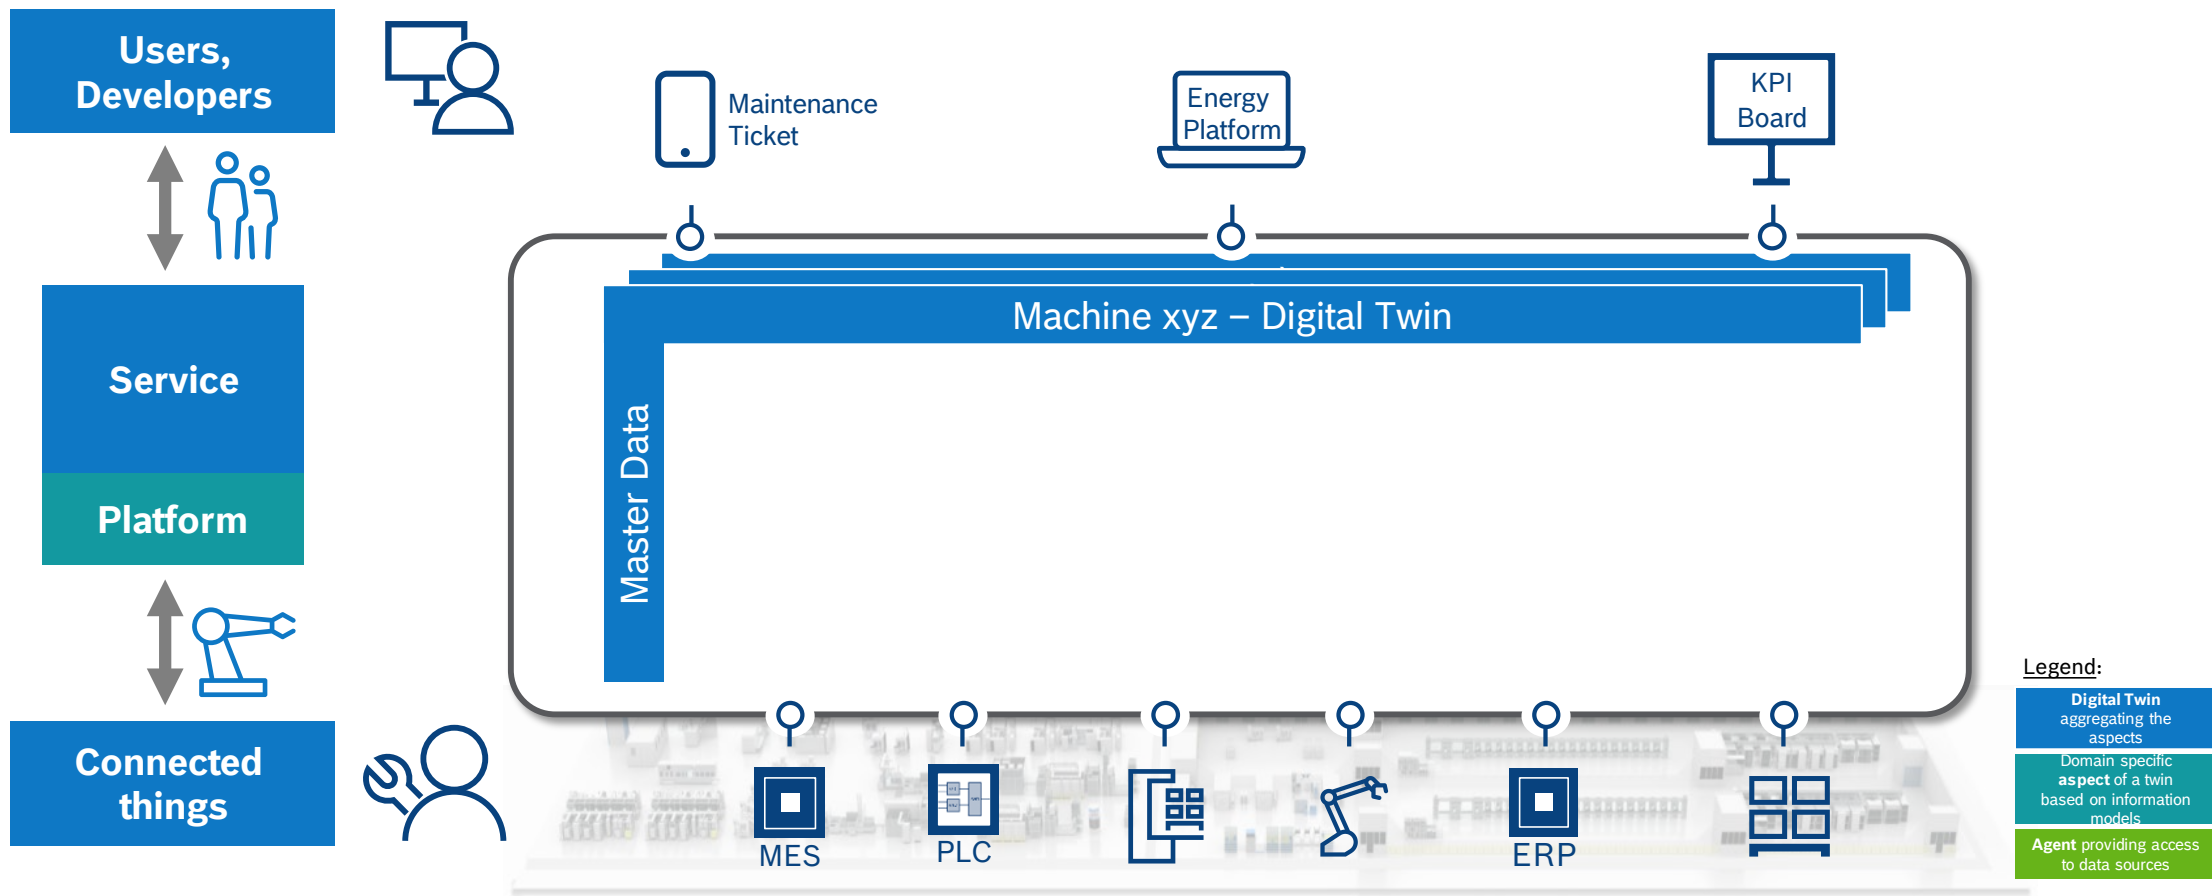 Users,
Developers
Service
Platform
Connected
things
Maintenance
Ticket
Energy
Platform
KPI
Board
Machine xyz – Digital Twin
Master Data
MES
PLC
ERP
Legend:
Digital Twin
aggregating the
aspects
Domain specific
aspect of a twin
based on information
models
Agent providing access
to data sources